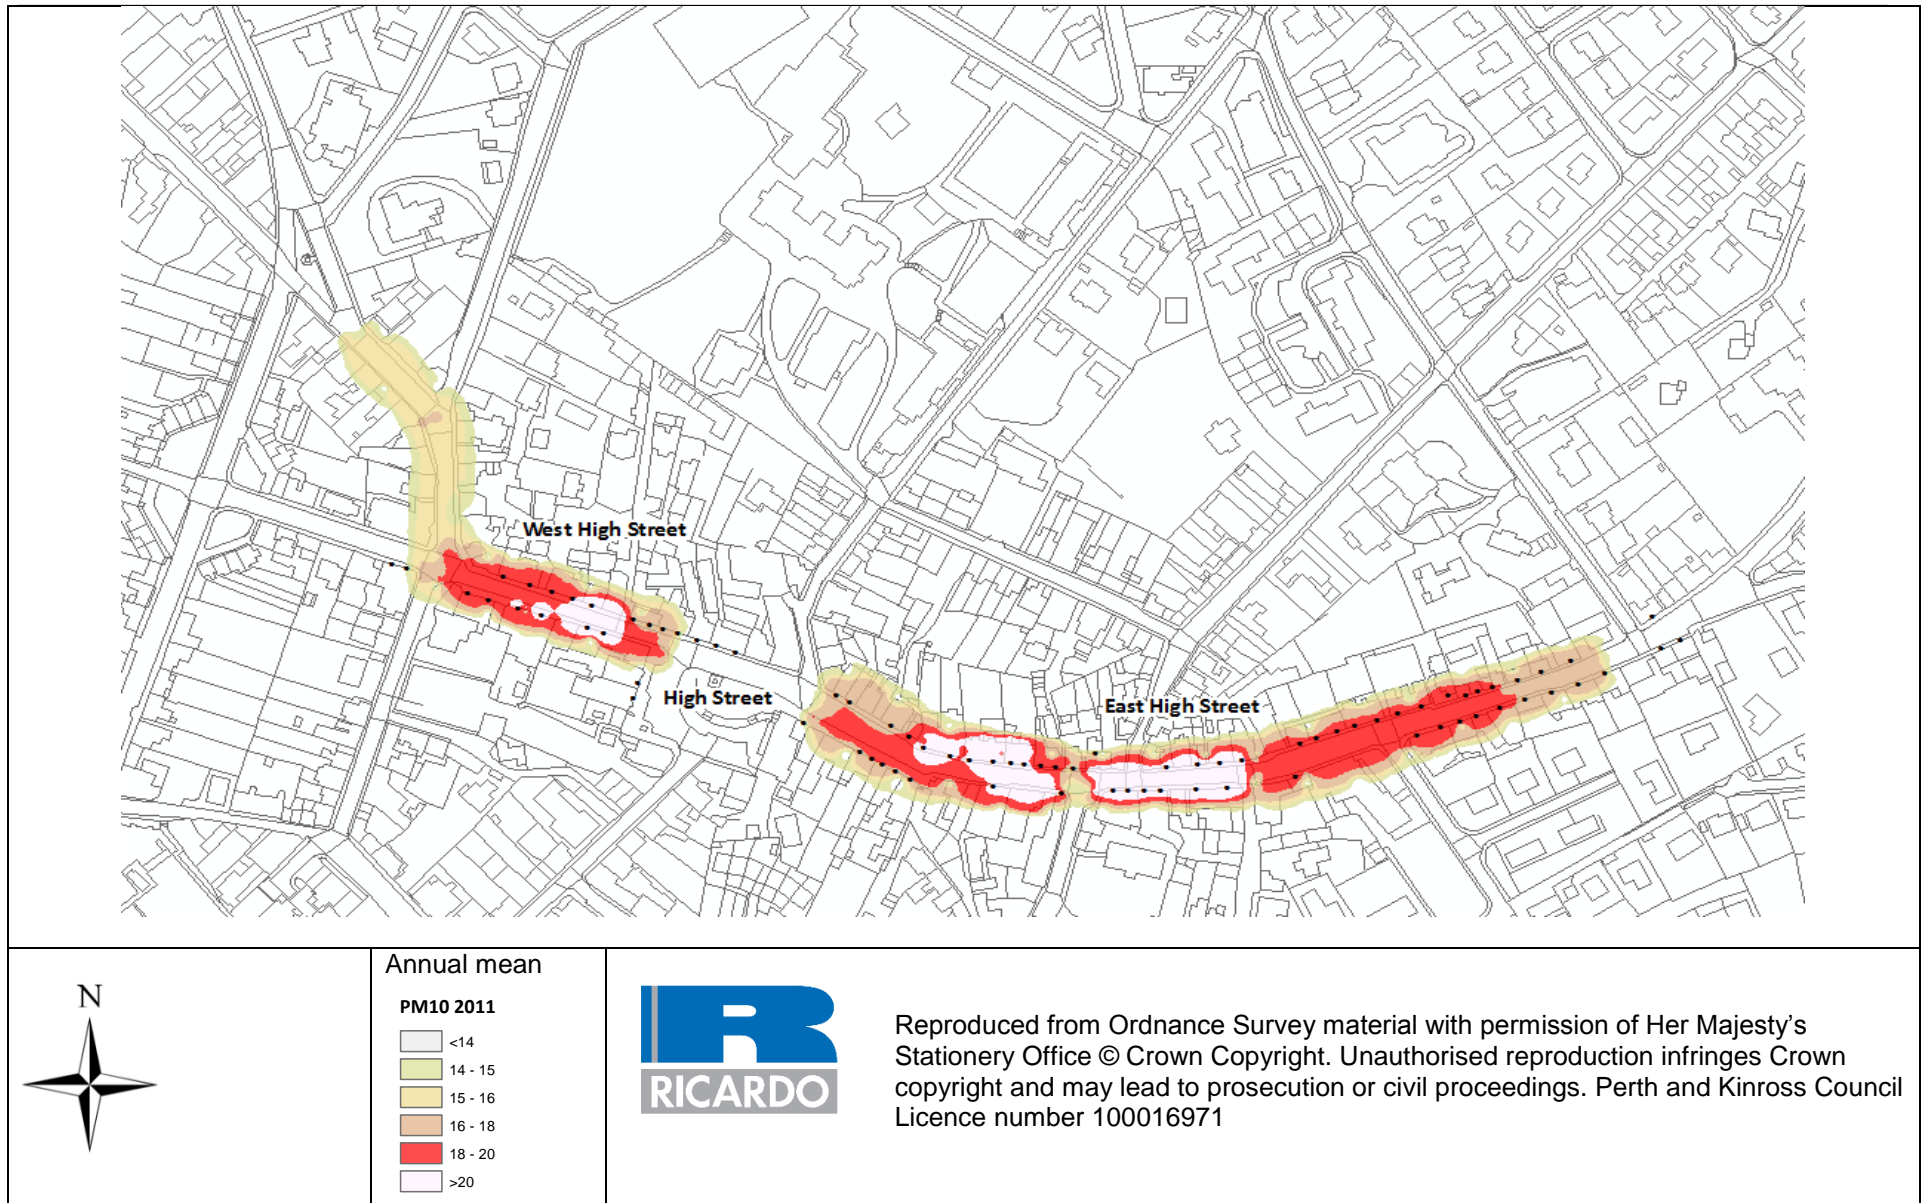 West High Street
High Street
East High Street
N
Annual mean
PM10 2011
<14
14 - 15
15 - 16
16 - 18
18 - 20
>20
RICARDO
Reproduced from Ordnance Survey material with permission of Her Majesty’s
Stationery Office © Crown Copyright. Unauthorised reproduction infringes Crown
copyright and may lead to prosecution or civil proceedings. Perth and Kinross Council
Licence number 100016971